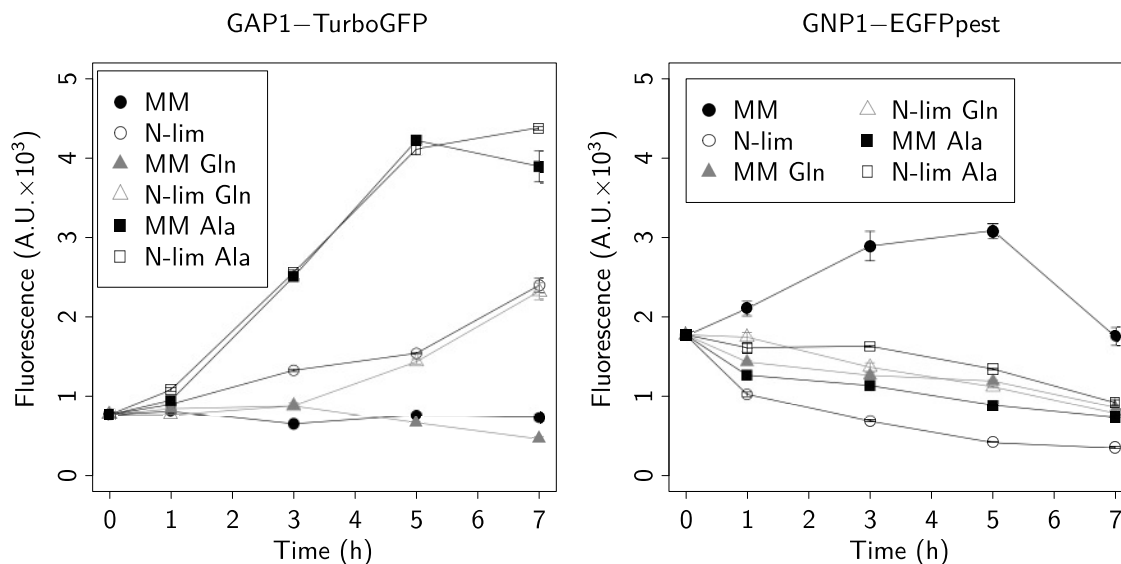 GAP1−TurboGFP
Fluorescence (A.U.×10³)
5
4
3
2
1
0
MM
N-lim
MM Gln
N-lim Gln
MM Ala
N-lim Ala
0 1 2 3 4 5 6 7
Time (h)
GNP1−EGFPpest
Fluorescence (A.U.×10³)
5
4
3
2
1
0
MM N-lim Gln
N-lim MM Ala
MM Gln N-lim Ala
0 1 2 3 4 5 6 7
Time (h)